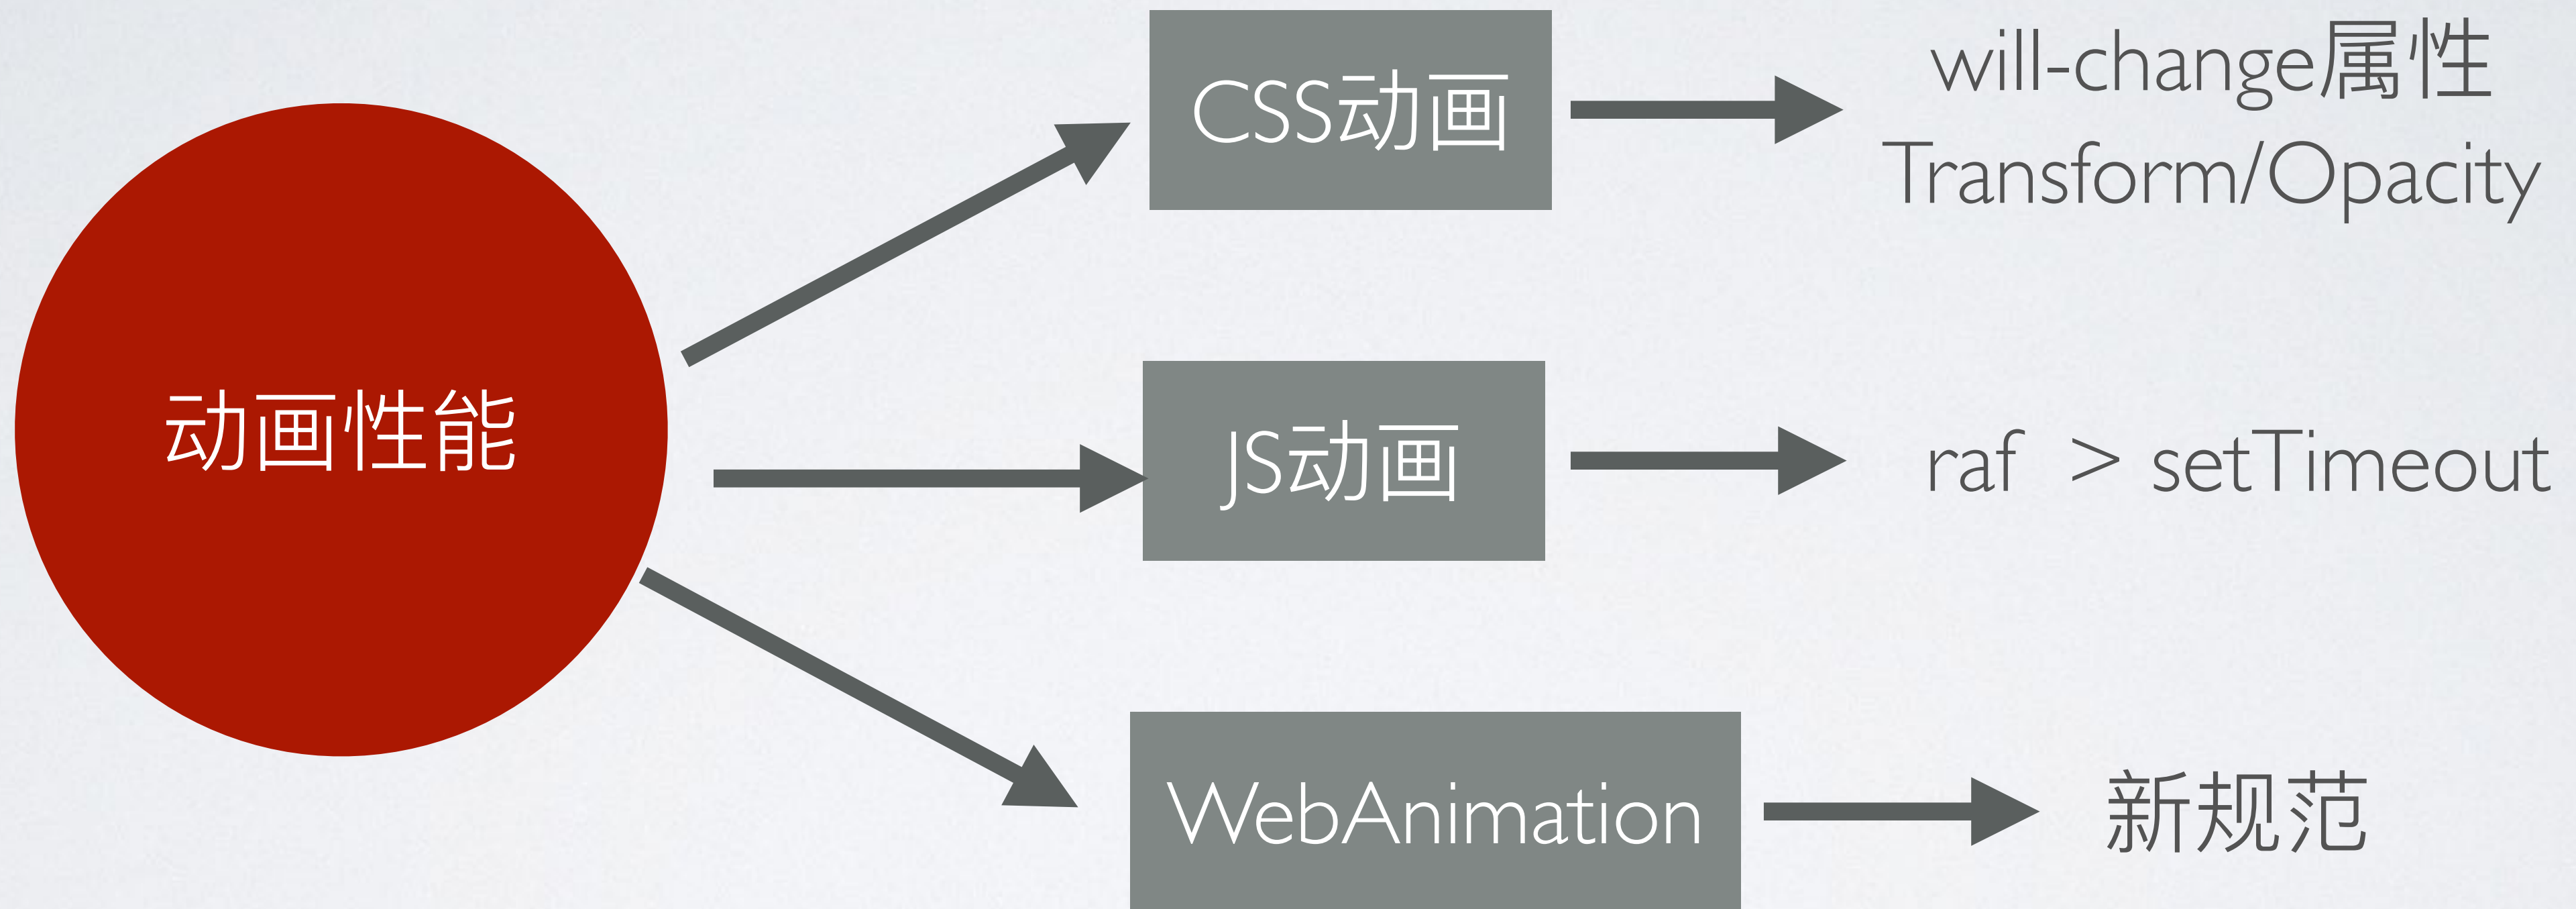 动画性能
CSS动画
will-change属性
Transform/Opacity
JS动画
raf > setTimeout
WebAnimation
新规范